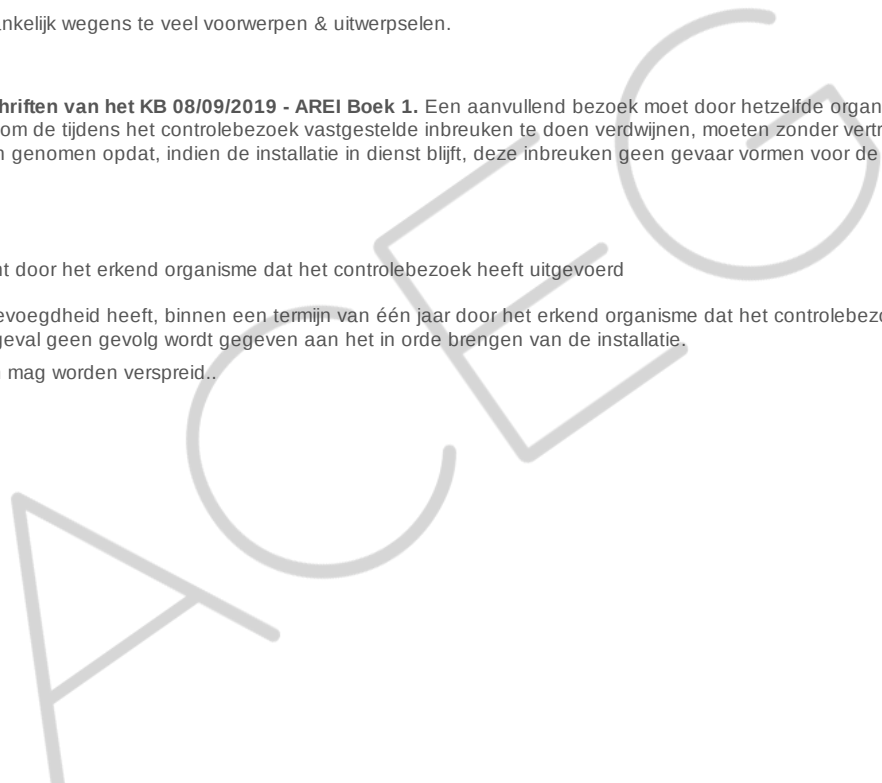 ankelijk wegens te veel voorwerpen & uitwerpselen.
hriften van het KB 08/09/2019 - AREI Boek 1. Een aanvullend bezoek moet door hetzelfde organ
om de tijdens het controlebezoek vastgestelde inbreuken te doen verdwijnen, moeten zonder vertr
n genomen opdat, indien de installatie in dienst blijft, deze inbreuken geen gevaar vormen voor de
nt door het erkend organisme dat het controlebezoek heeft uitgevoerd
evoegdheid heeft, binnen een termijn van één jaar door het erkend organisme dat het controlebezo
geval geen gevolg wordt gegeven aan het in orde brengen van de installatie.
n mag worden verspreid..
ACEG